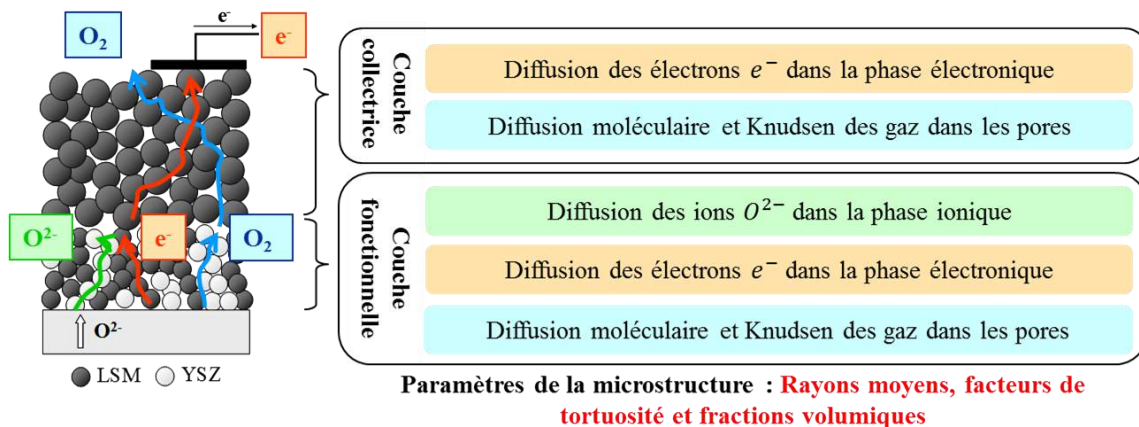 e-
O2
e-
Couche collectrice
Diffusion des électrons e− dans la phase électronique
Diffusion moléculaire et Knudsen des gaz dans les pores
O2-
e-
O2
Couche fonctionnelle
Diffusion des ions O2− dans la phase ionique
Diffusion des électrons e− dans la phase électronique
Diffusion moléculaire et Knudsen des gaz dans les pores
O2-
LSM YSZ
Paramètres de la microstructure : Rayons moyens, facteurs de
tortuosité et fractions volumiques